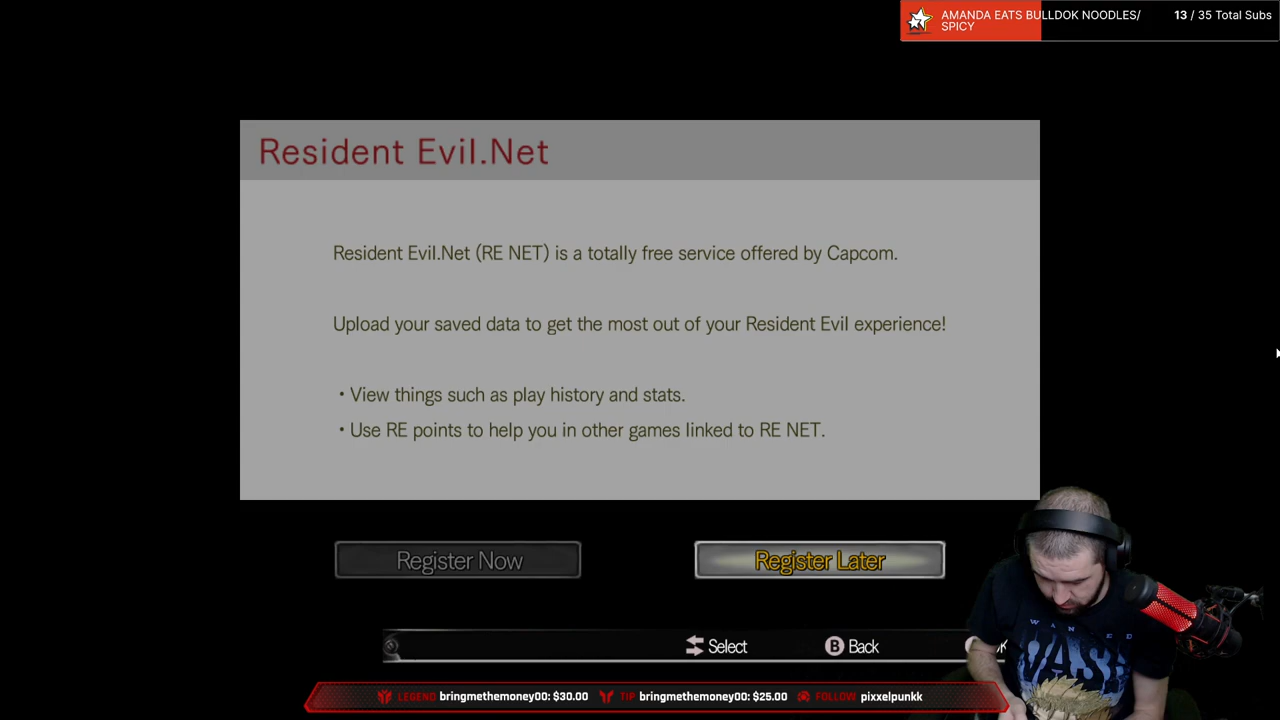 AMANDA EATS BULLDOK NOODLES/
SPICY
13 / 35 Total Subs
Resident Evil.Net
Resident Evil.Net (RE NET) is a totally free service offered by Capcom.
Upload your saved data to get the most out of your Resident Evil experience!
・View things such as play history and stats.
・Use RE points to help you in other games linked to RE NET.
Register Now
Register Later
Select
B Back
WANTED
LEGEND bringmethemoney00: $30.00 TIP bringmethemoney00: $25.00 FOLLOW pixxelpunkk